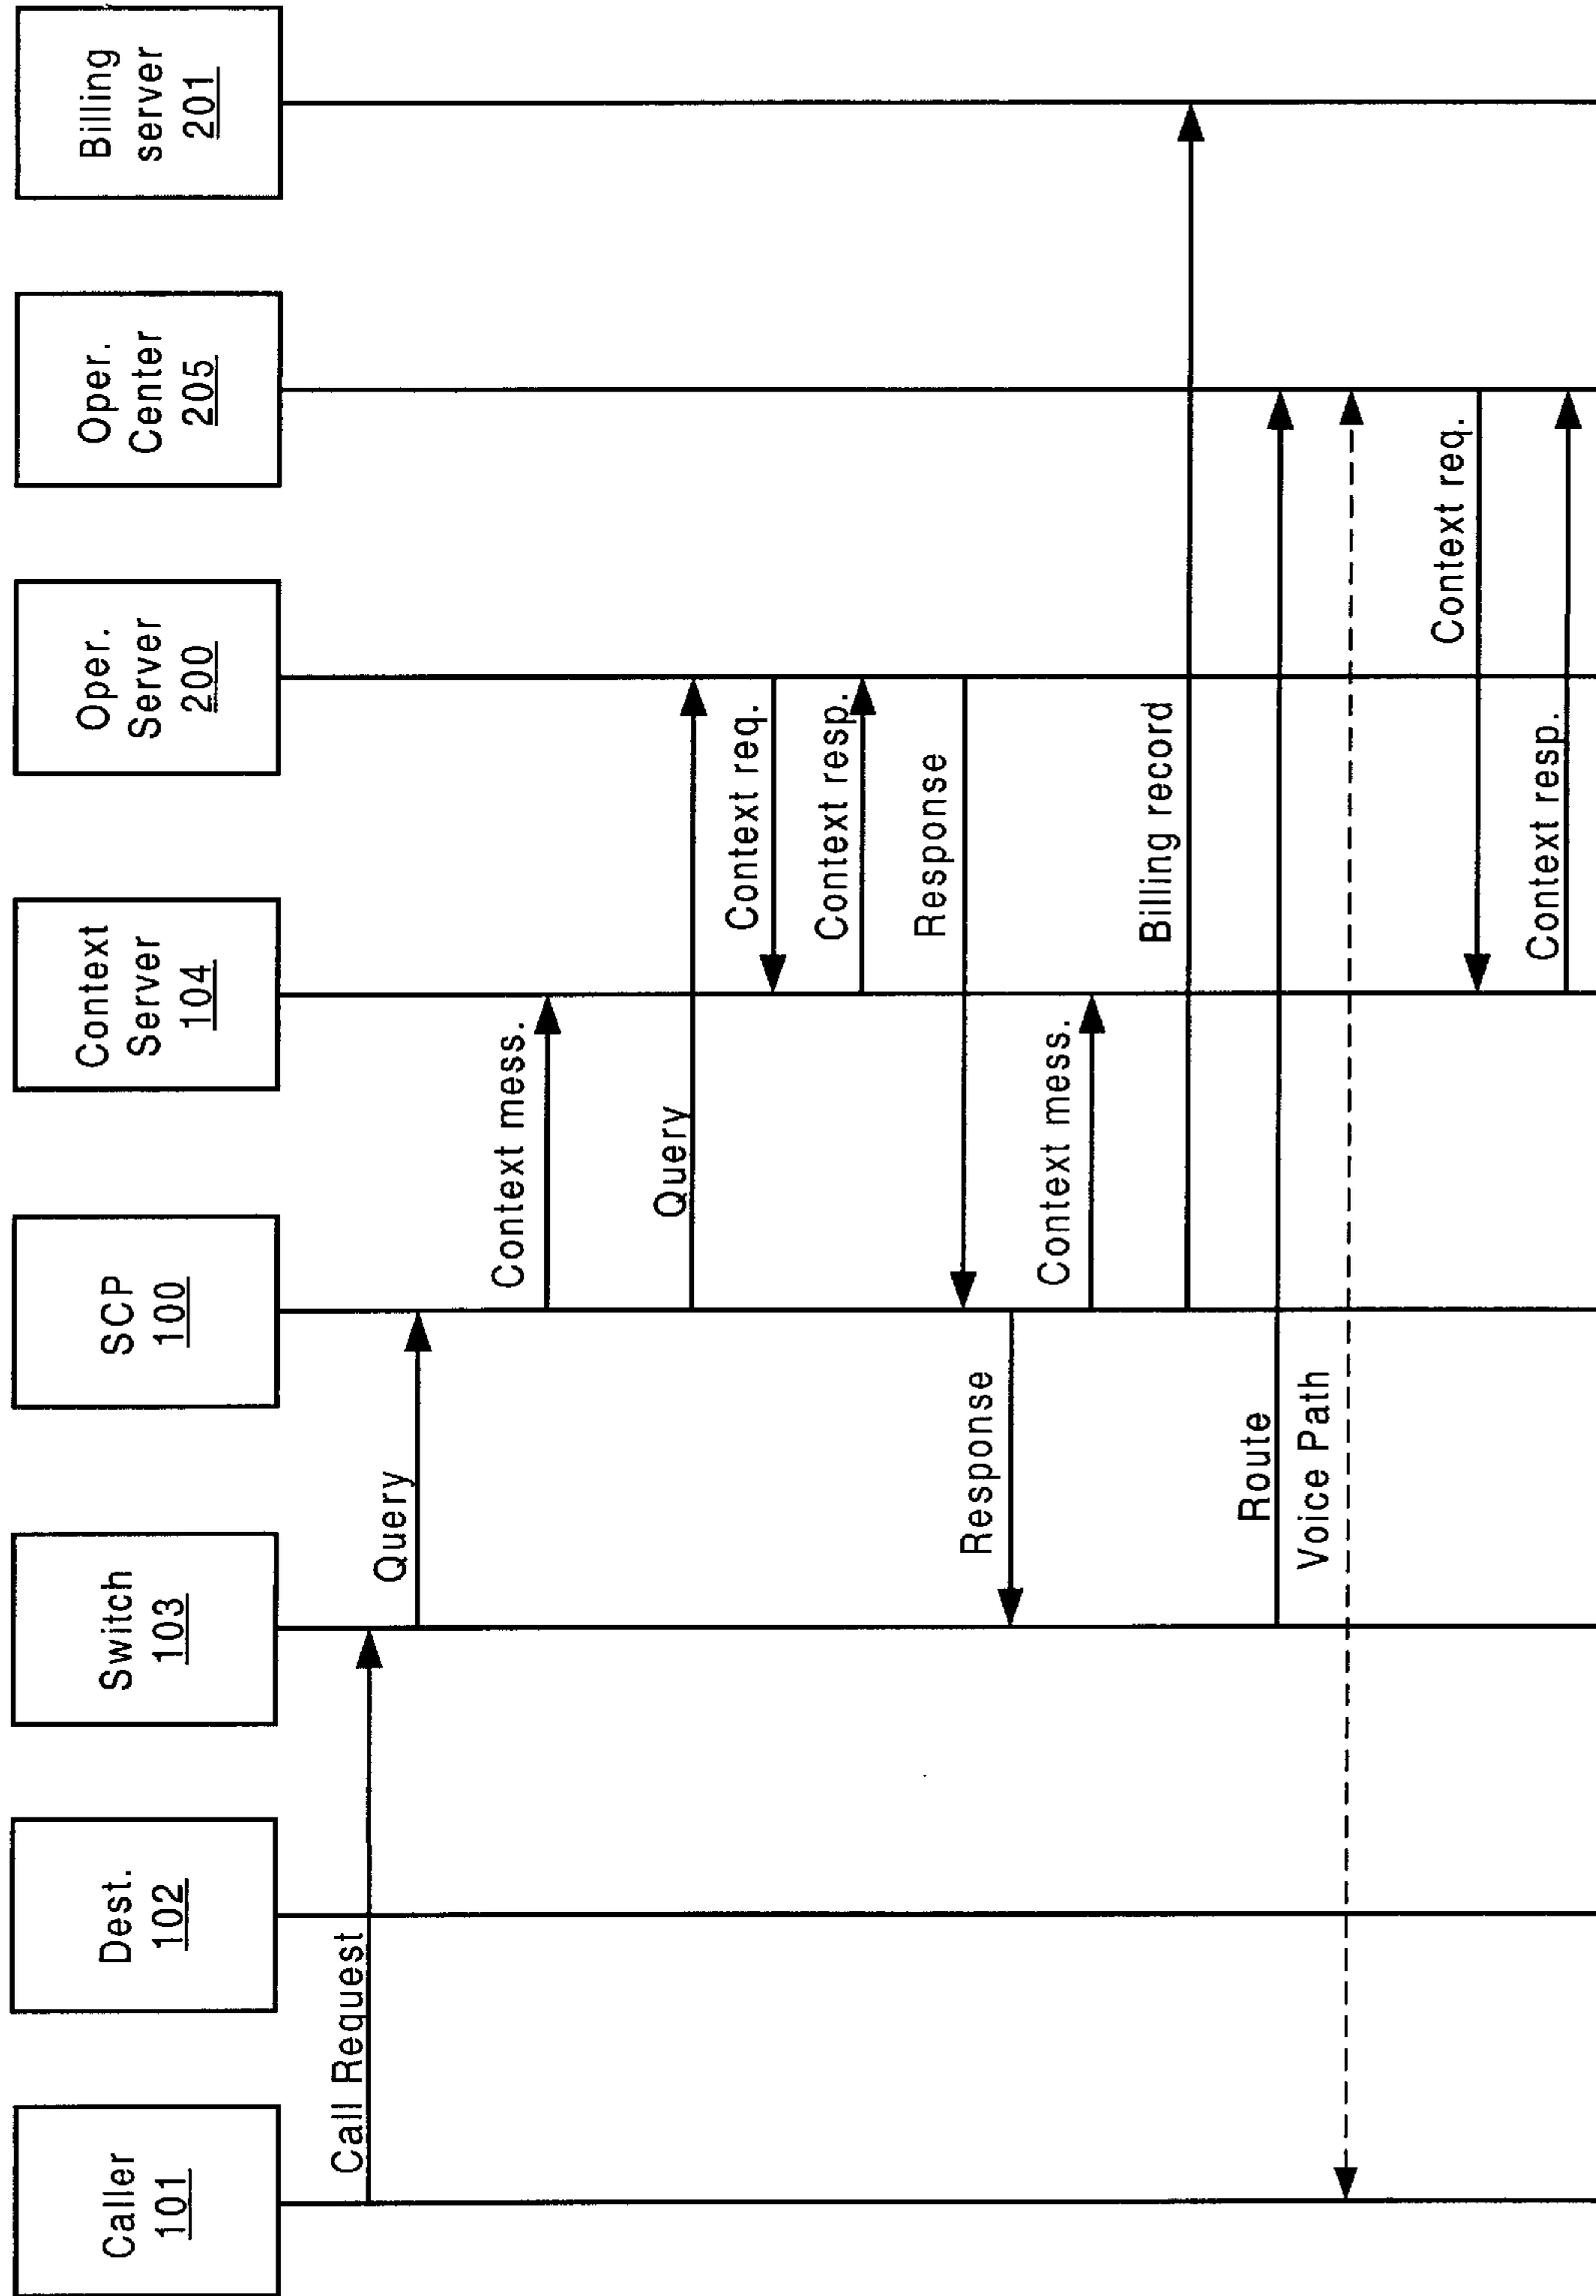 Caller
101
Dest.
102
Switch
103
SCP
100
Context
Server
104
Oper.
Server
200
Oper.
Center
205
Billing
server
201
Call Request
Query
Context mess.
Query
Context req.
Context resp.
Response
Response
Context mess.
Billing record
Route
Voice Path
Context req.
Context resp.